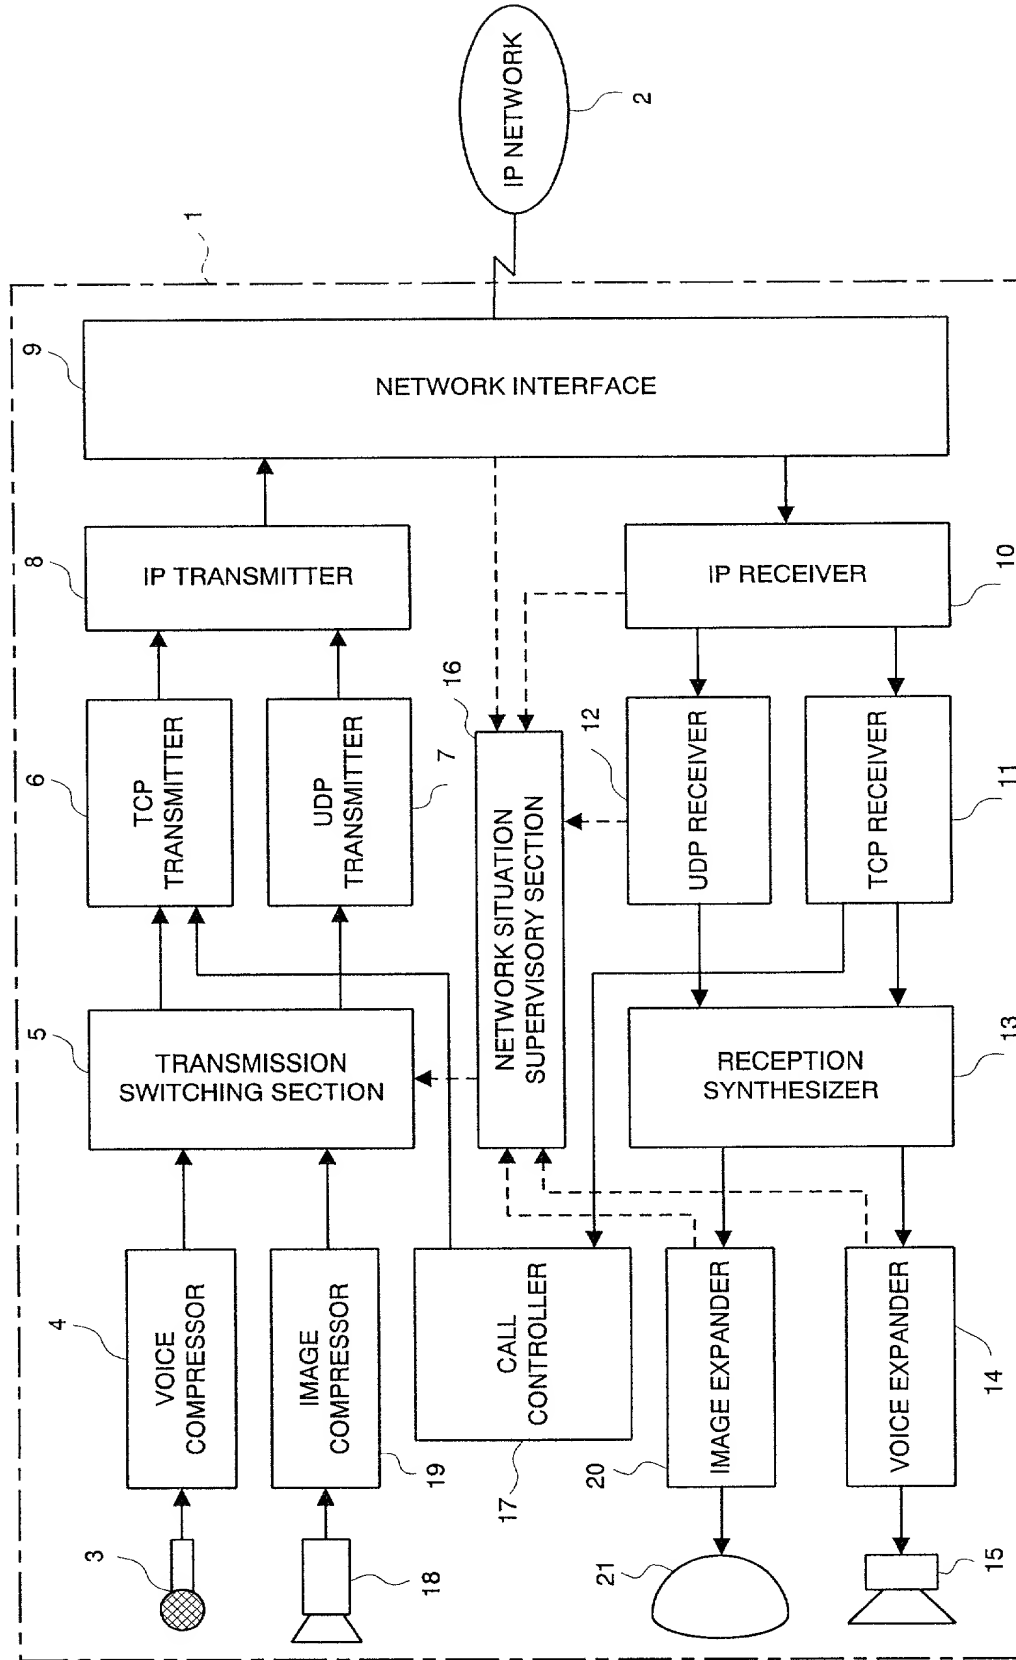 3
4
VOICE
COMPRESSOR
5
TRANSMISSION
SWITCHING SECTION
6
TCP
TRANSMITTER
8
IP TRANSMITTER
9
NETWORK INTERFACE
1
18
19
IMAGE
COMPRESSOR
UDP
TRANSMITTER
7
IP NETWORK
2
17
CALL
CONTROLLER
NETWORK SITUATION
SUPERVISORY SECTION
16
21
20
IMAGE EXPANDER
RECEPTION
SYNTHESIZER
13
12
UDP RECEIVER
IP RECEIVER
10
15
VOICE EXPANDER
14
TCP RECEIVER
11